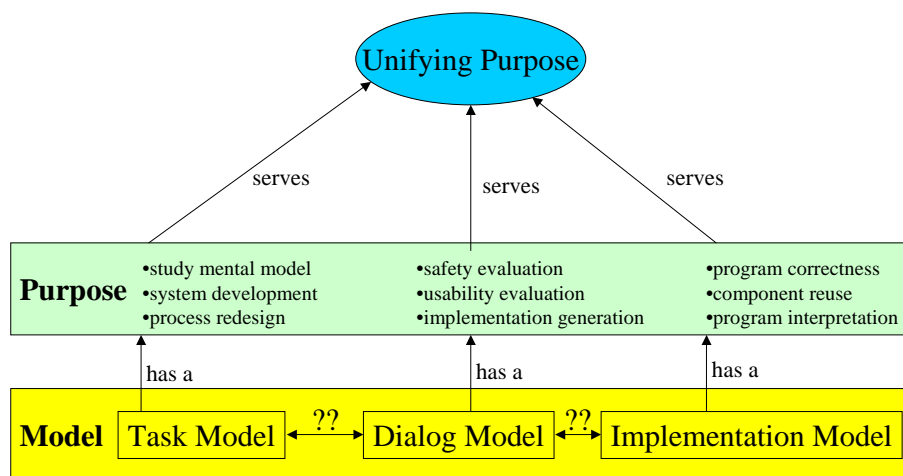 Unifying Purpose
serves
serves
serves
Purpose
•study mental model
•system development
•process redesign
•safety evaluation
•usability evaluation
•implementation generation
•program correctness
•component reuse
•program interpretation
has a
has a
has a
Model
Task Model
??
Dialog Model
??
Implementation Model